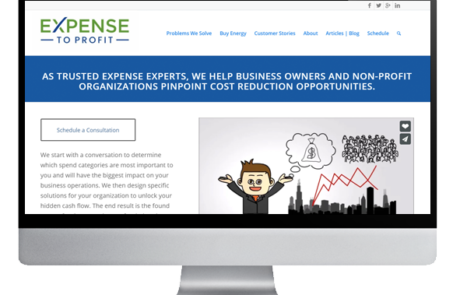 EXPENSE
TO PROFIT
Problems We Solve Buy Energy Customer Stories About Articles | Blog Schedule
AS TRUSTED EXPENSE EXPERTS, WE HELP BUSINESS OWNERS AND NON-PROFIT
ORGANIZATIONS PINPOINT COST REDUCTION OPPORTUNITIES.
Schedule a Consultation
We start with a conversation to determine
which spend categories are most important to
you and will have the biggest impact on your
business operations. We then design specific
solutions for your organization to unlock your
hidden cash flow. The end result is the found